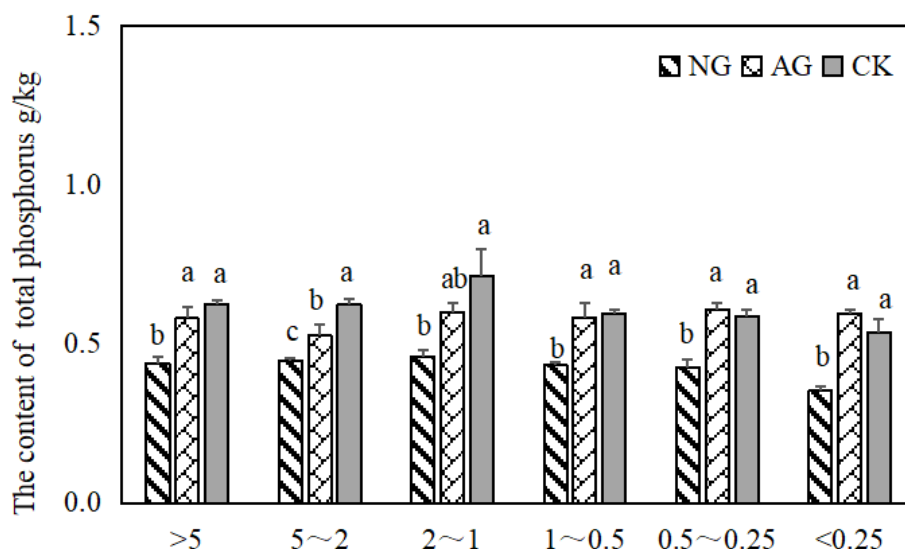 The content of total phosphorus g/kg
1.5
1.0
0.5
0.0
NG AG CK
b a a
c b a
b ab a
b a a
b a a
b a a
>5 5～2 2～1 1～0.5 0.5～0.25 <0.25